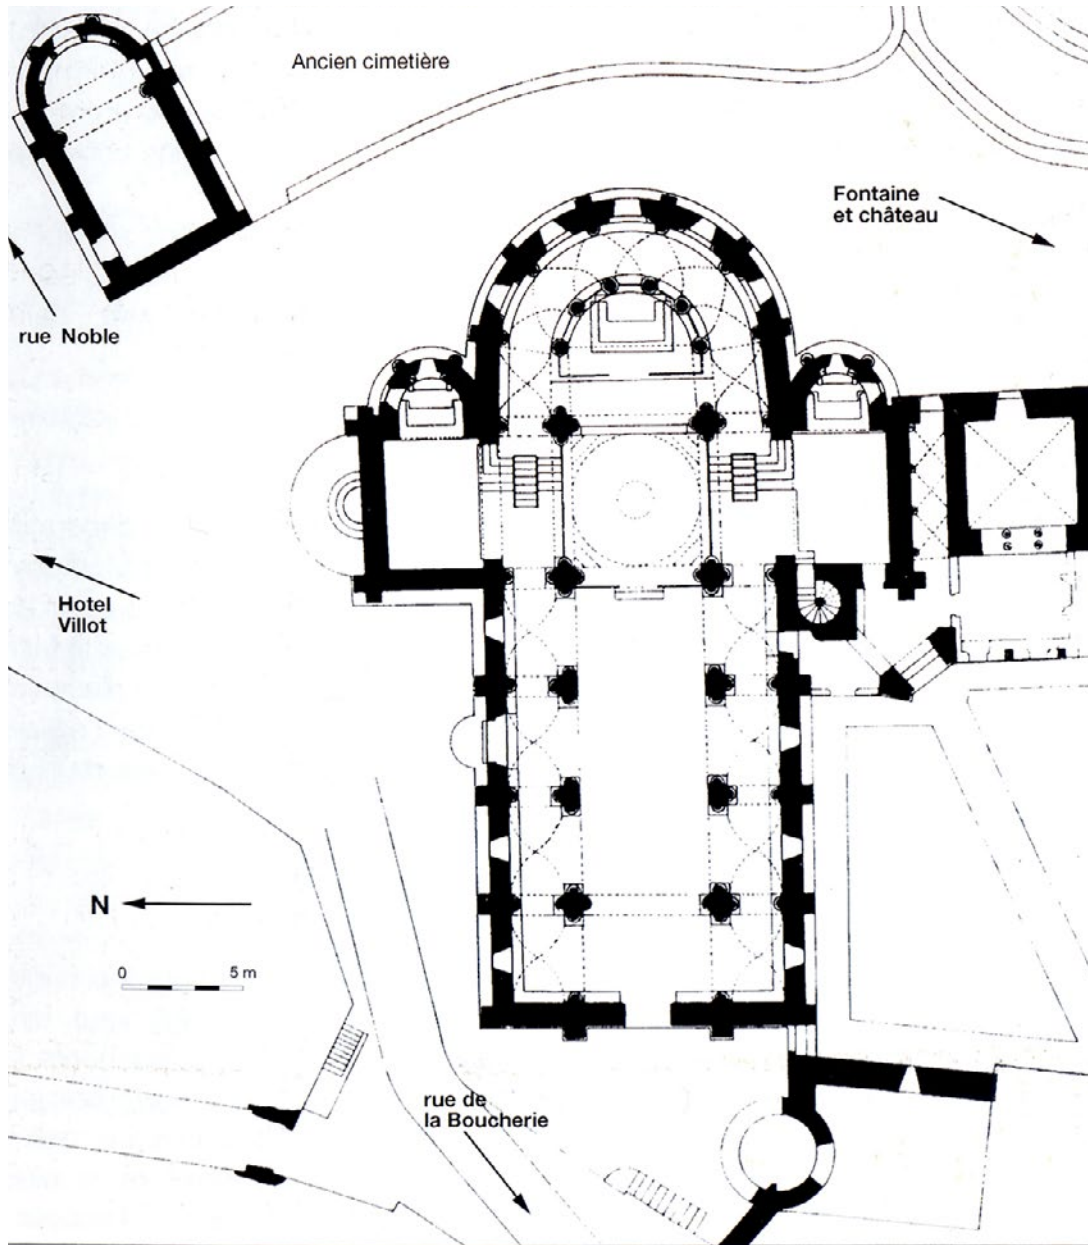 Ancien cimetière
Fontaine
et château
rue Noble
Hotel
Villot
N
0 5 m
rue de
la Boucherie